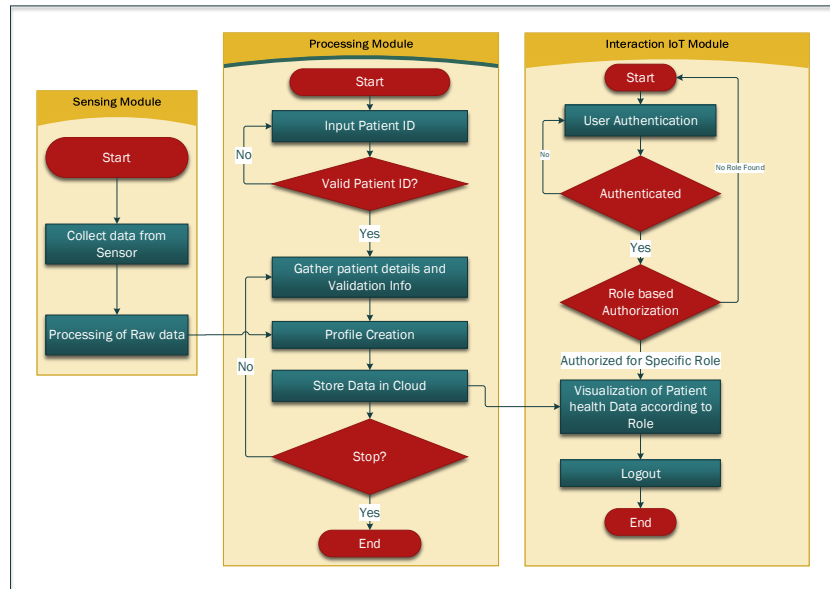 Sensing Module
Start
Collect data from
Sensor
Processing of Raw data
Processing Module
Start
Input Patient ID
No
Valid Patient ID?
Yes
Gather patient details and
Validation Info
Profile Creation
No
Store Data in Cloud
Stop?
Yes
End
Interaction IoT Module
Start
User Authentication
No
No Role Found
Authenticated
Yes
Role based
Authorization
Authorized for Specific Role
Visualization of Patient
health Data according to
Role
Logout
End